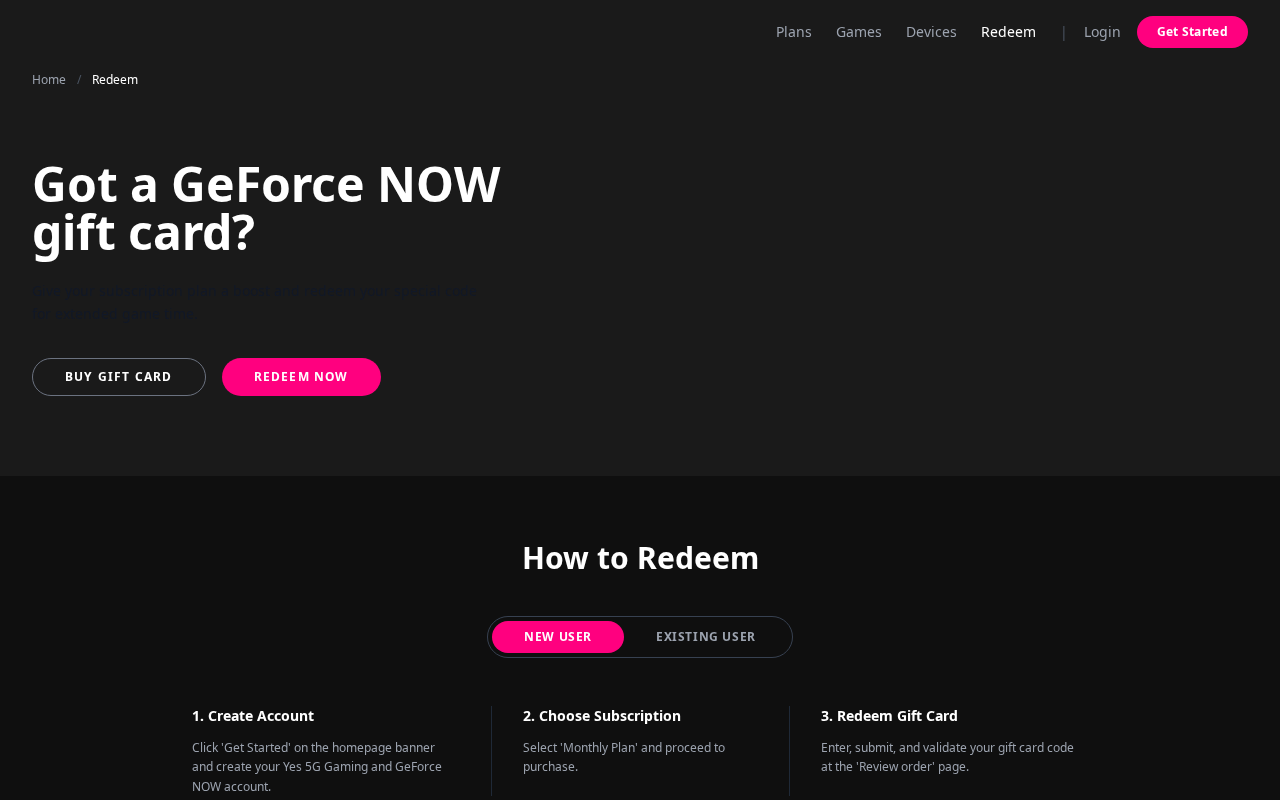 Plans
Games
Devices
Redeem
|
Login
Get Started
Home / Redeem
Got a GeForce NOW
gift card?
BUY GIFT CARD
REDEEM NOW
How to Redeem
NEW USER
EXISTING USER
1. Create Account
Click 'Get Started' on the homepage banner
and create your Yes 5G Gaming and GeForce
NOW account.
2. Choose Subscription
Select 'Monthly Plan' and proceed to
purchase.
3. Redeem Gift Card
Enter, submit, and validate your gift card code
at the 'Review order' page.